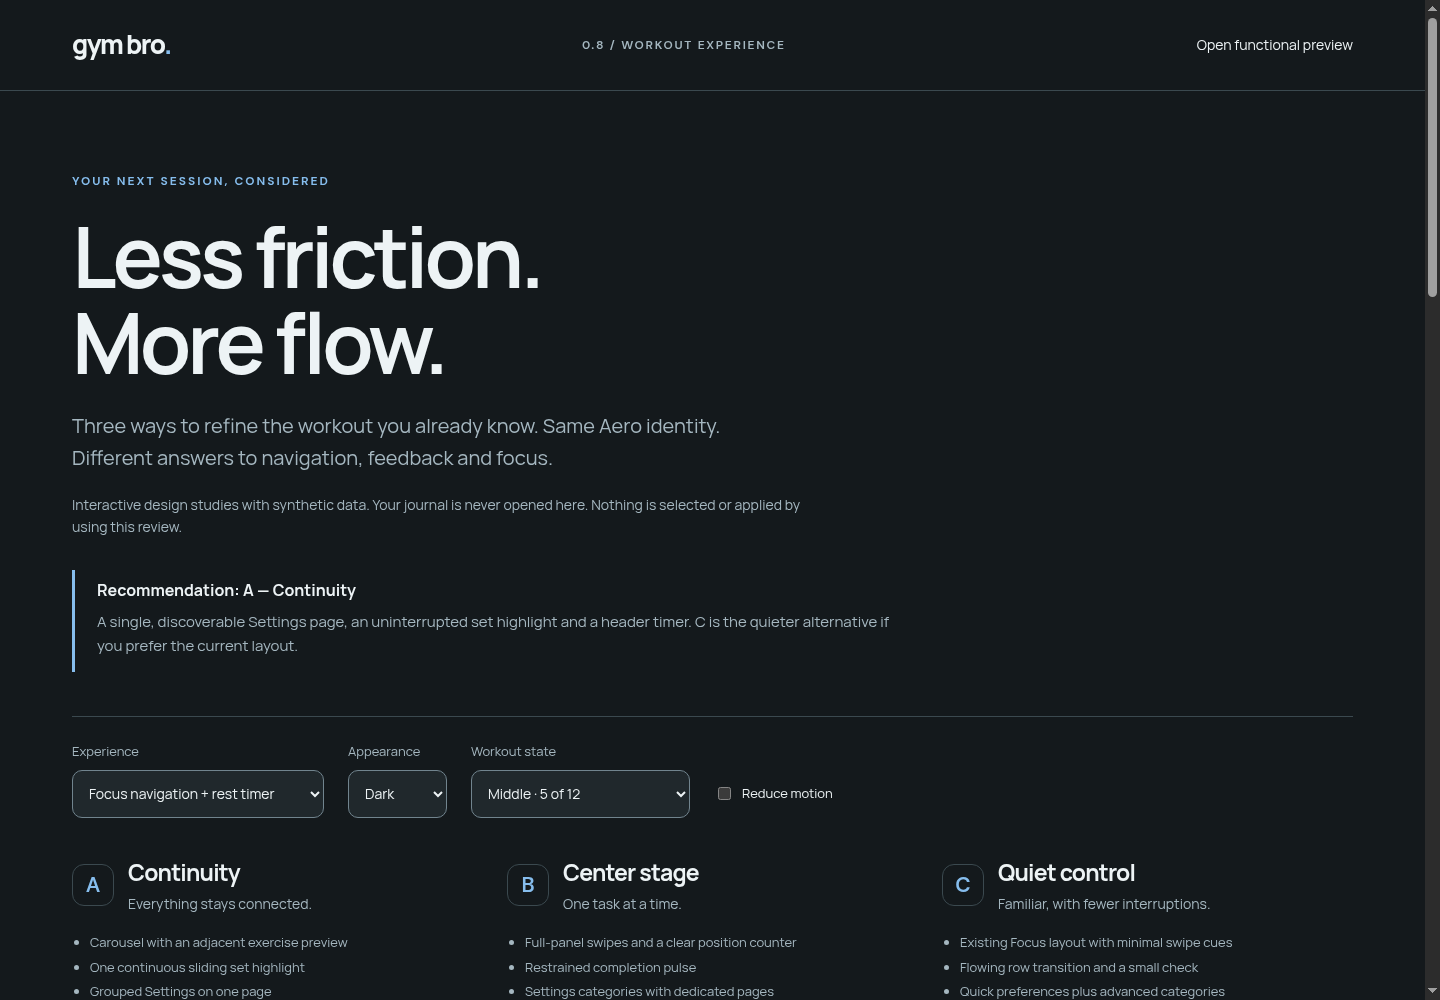 gym bro.
0.8 / WORKOUT EXPERIENCE
Open functional preview
YOUR NEXT SESSION, CONSIDERED
Less friction.
More flow.
Three ways to refine the workout you already know. Same Aero identity.
Different answers to navigation, feedback and focus.
Interactive design studies with synthetic data. Your journal is never opened here. Nothing is selected or applied by
using this review.
Recommendation: A — Continuity
A single, discoverable Settings page, an uninterrupted set highlight and a header timer. C is the quieter alternative if
you prefer the current layout.
Experience
Appearance
Workout state
Focus navigation + rest timer
Dark
Middle · 5 of 12
Reduce motion
A
Continuity
Everything stays connected.
• Carousel with an adjacent exercise preview
• One continuous sliding set highlight
• Grouped Settings on one page
B
Center stage
One task at a time.
• Full-panel swipes and a clear position counter
• Restrained completion pulse
• Settings categories with dedicated pages
C
Quiet control
Familiar, with fewer interruptions.
• Existing Focus layout with minimal swipe cues
• Flowing row transition and a small check
• Quick preferences plus advanced categories